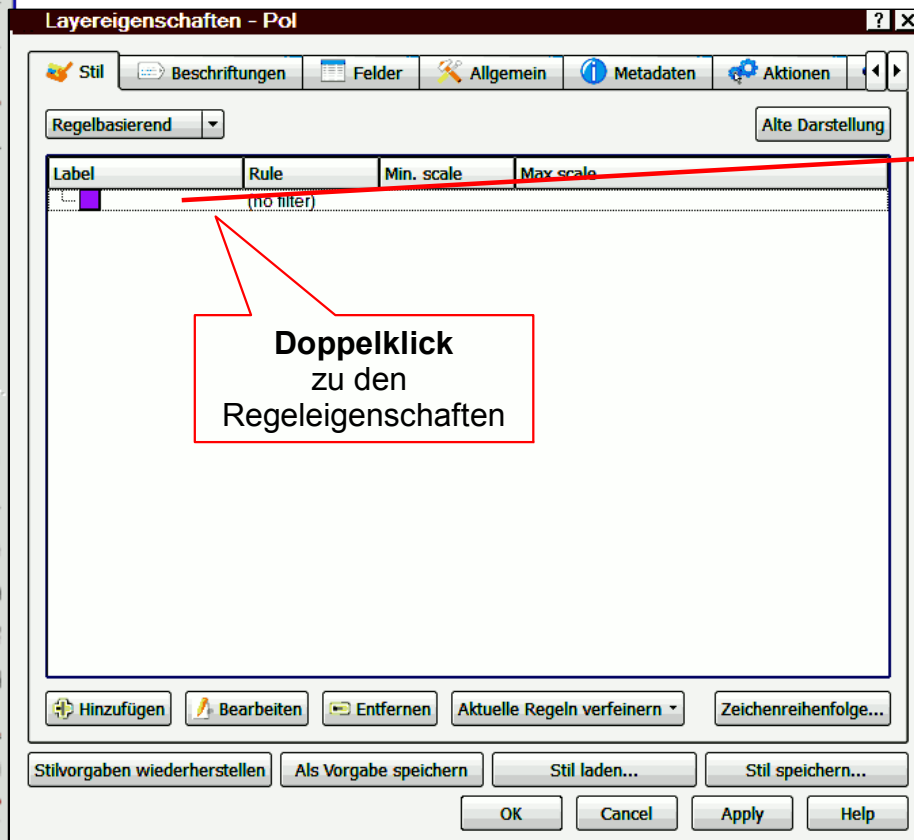 Layereigenschaften - Pol
? X
Stil Beschriftungen Felder Allgemein Metadaten Aktionen
Regelbasierend Alte Darstellung
Label Rule Min. scale Max scale
(no filter)
Doppelklick
zu den
Regeleigenschaften
Hinzufügen Bearbeiten Entfernen Aktuelle Regeln verfeinern Zeichenreihenfolge...
Stilvorgaben wiederherstellen Als Vorgabe speichern Stil laden... Stil speichern...
OK Cancel Apply Help